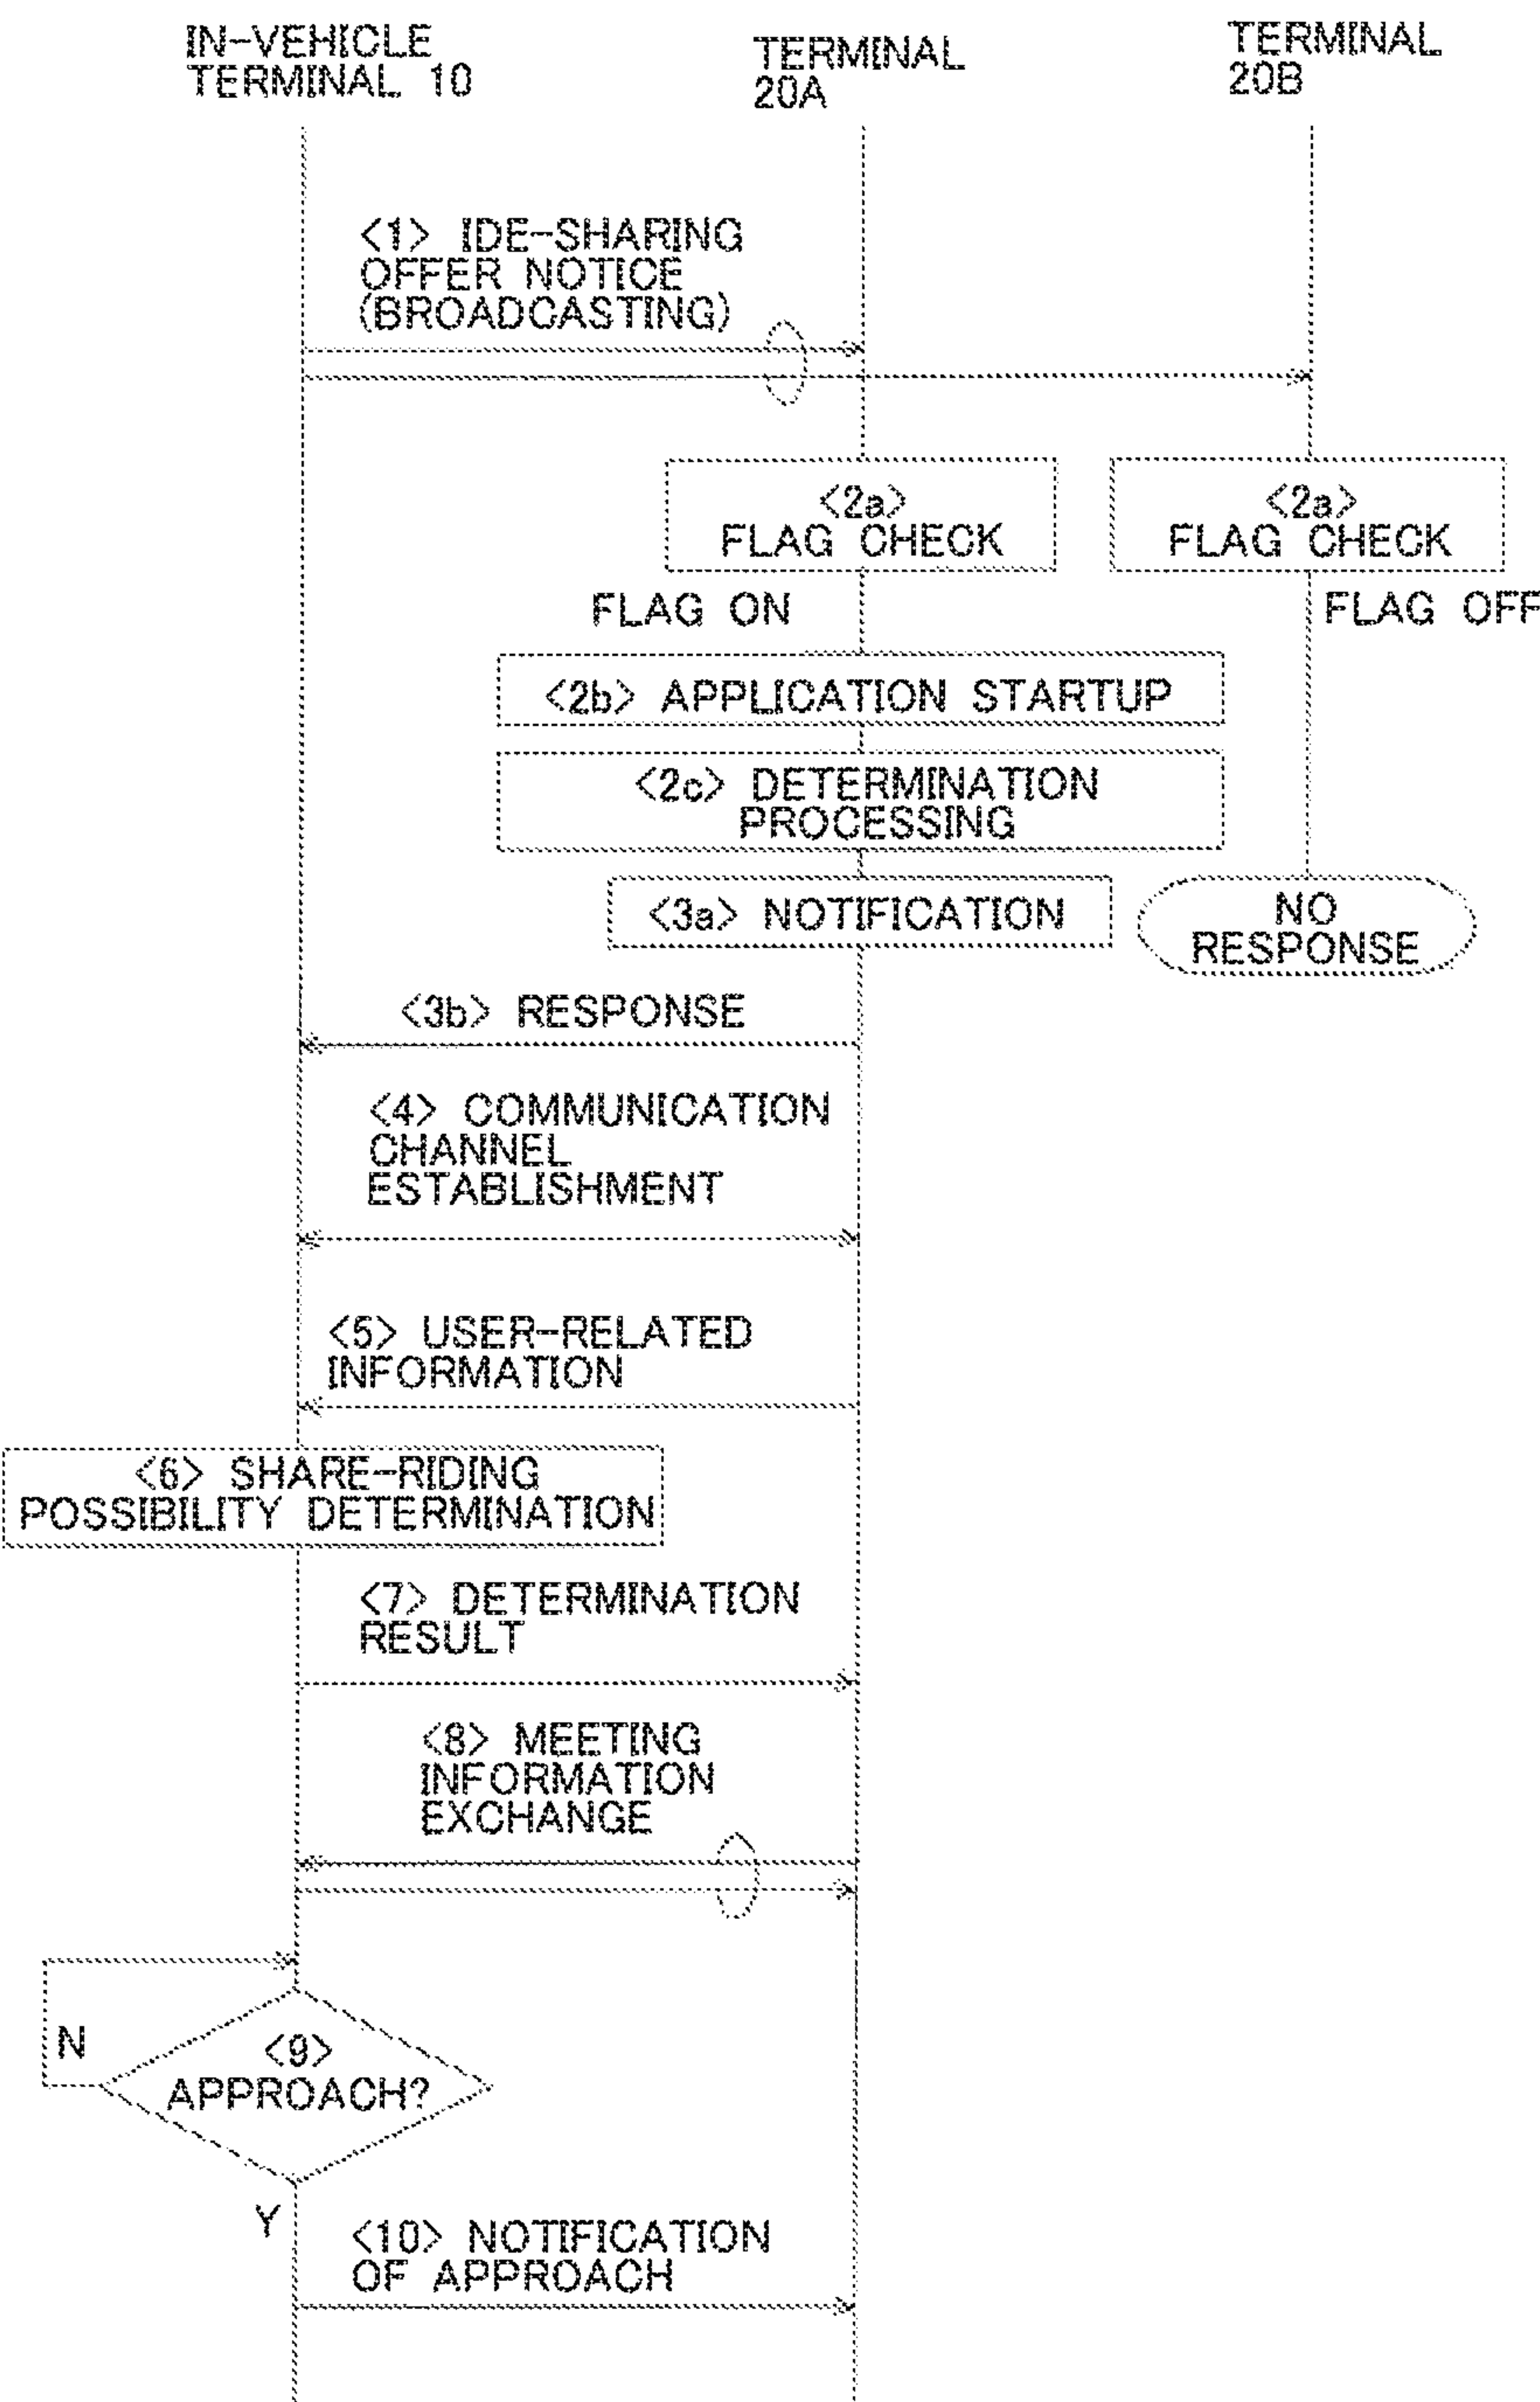 IN-VEHICLE
TERMINAL 10
TERMINAL
20A
TERMINAL
20B
<1> IDE-SHARING
OFFER NOTICE
(BROADCASTING)
<2a>
FLAG CHECK
<2a>
FLAG CHECK
FLAG ON
FLAG OFF
<2b> APPLICATION STARTUP
<2c> DETERMINATION
PROCESSING
<3a> NOTIFICATION
NO
RESPONSE
<3b> RESPONSE
<4> COMMUNICATION
CHANNEL
ESTABLISHMENT
<5> USER-RELATED
INFORMATION
<6> SHARE-RIDING
POSSIBILITY DETERMINATION
<7> DETERMINATION
RESULT
<8> MEETING
INFORMATION
EXCHANGE
N
<9>
APPROACH?
Y
<10> NOTIFICATION
OF APPROACH